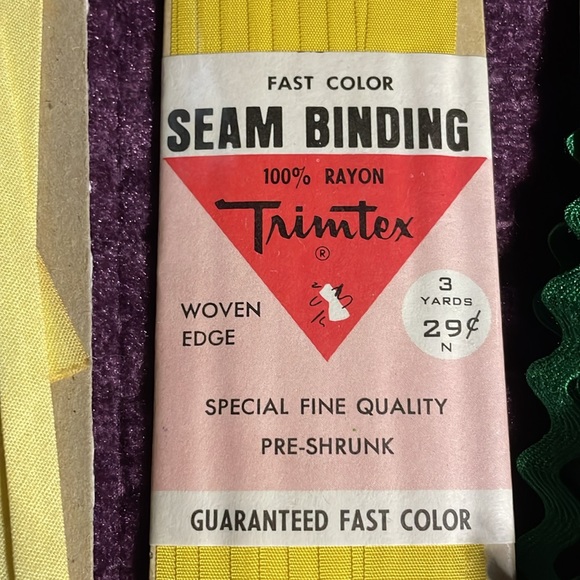 FAST COLOR
SEAM BINDING
100% RAYON
Trimtex
®
WOVEN
EDGE
3
YARDS
29¢
N
SPECIAL FINE QUALITY
PRE-SHRUNK
GUARANTEED FAST COLOR